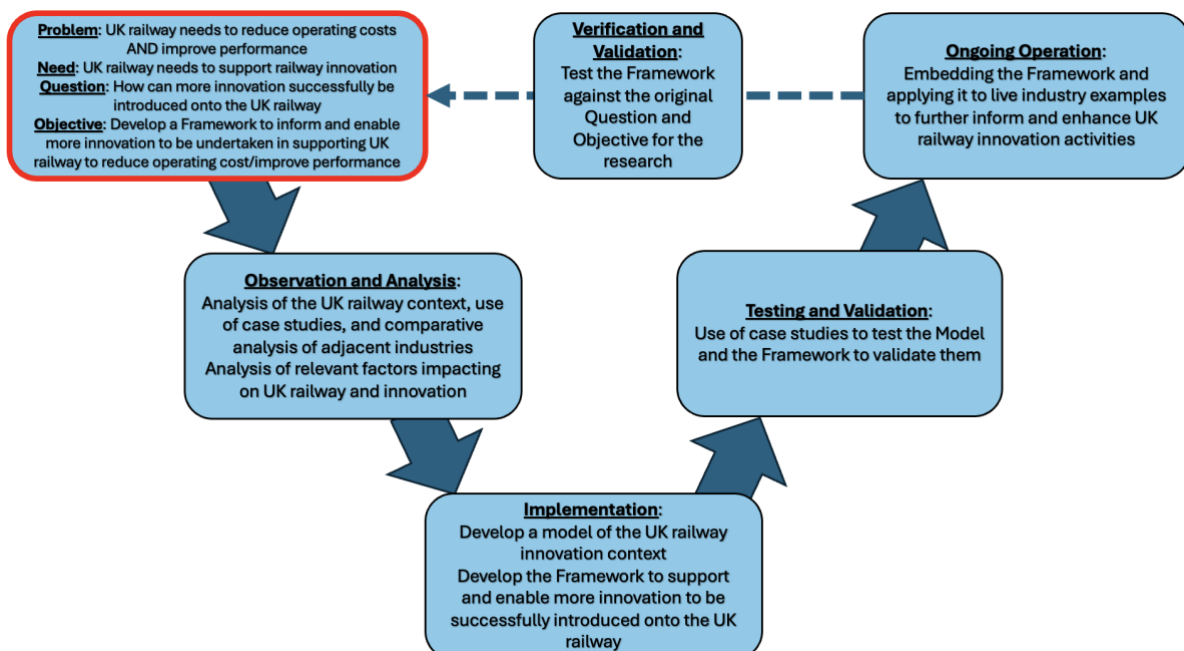 Problem: UK railway needs to reduce operating costs
AND improve performance
Need: UK railway needs to support railway innovation
Question: How can more innovation successfully be
introduced onto the UK railway
Objective: Develop a Framework to inform and enable
more innovation to be undertaken in supporting UK
railway to reduce operating cost/improve performance
Verification and
Validation:
Test the Framework
against the original
Question and
Objective for the
research
Ongoing Operation:
Embedding the Framework and
applying it to live industry examples
to further inform and enhance UK
railway innovation activities
Observation and Analysis:
Analysis of the UK railway context, use
of case studies, and comparative
analysis of adjacent industries
Analysis of relevant factors impacting
on UK railway and innovation
Testing and Validation:
Use of case studies to test the Model
and the Framework to validate them
Implementation:
Develop a model of the UK railway
innovation context
Develop the Framework to support
and enable more innovation to be
successfully introduced onto the UK
railway